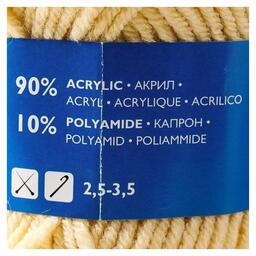 90% ACRYLIC • АКРИЛ •
ACRYL • ACRYLIQUE • ACRILICO
10% POLYAMIDE • КАПРОН •
POLYAMID • POLIAMMIDE
2,5-3,5